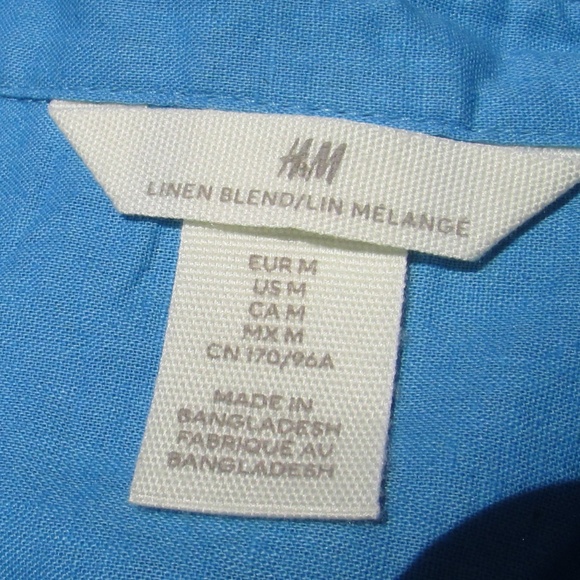 H&M
LINEN BLEND/LIN MÉLANGÉ
EUR M
US M
CA M
MX M
CN 170/96A
MADE IN
BANGLADESH
FABRIQUÉ AU
BANGLADESH